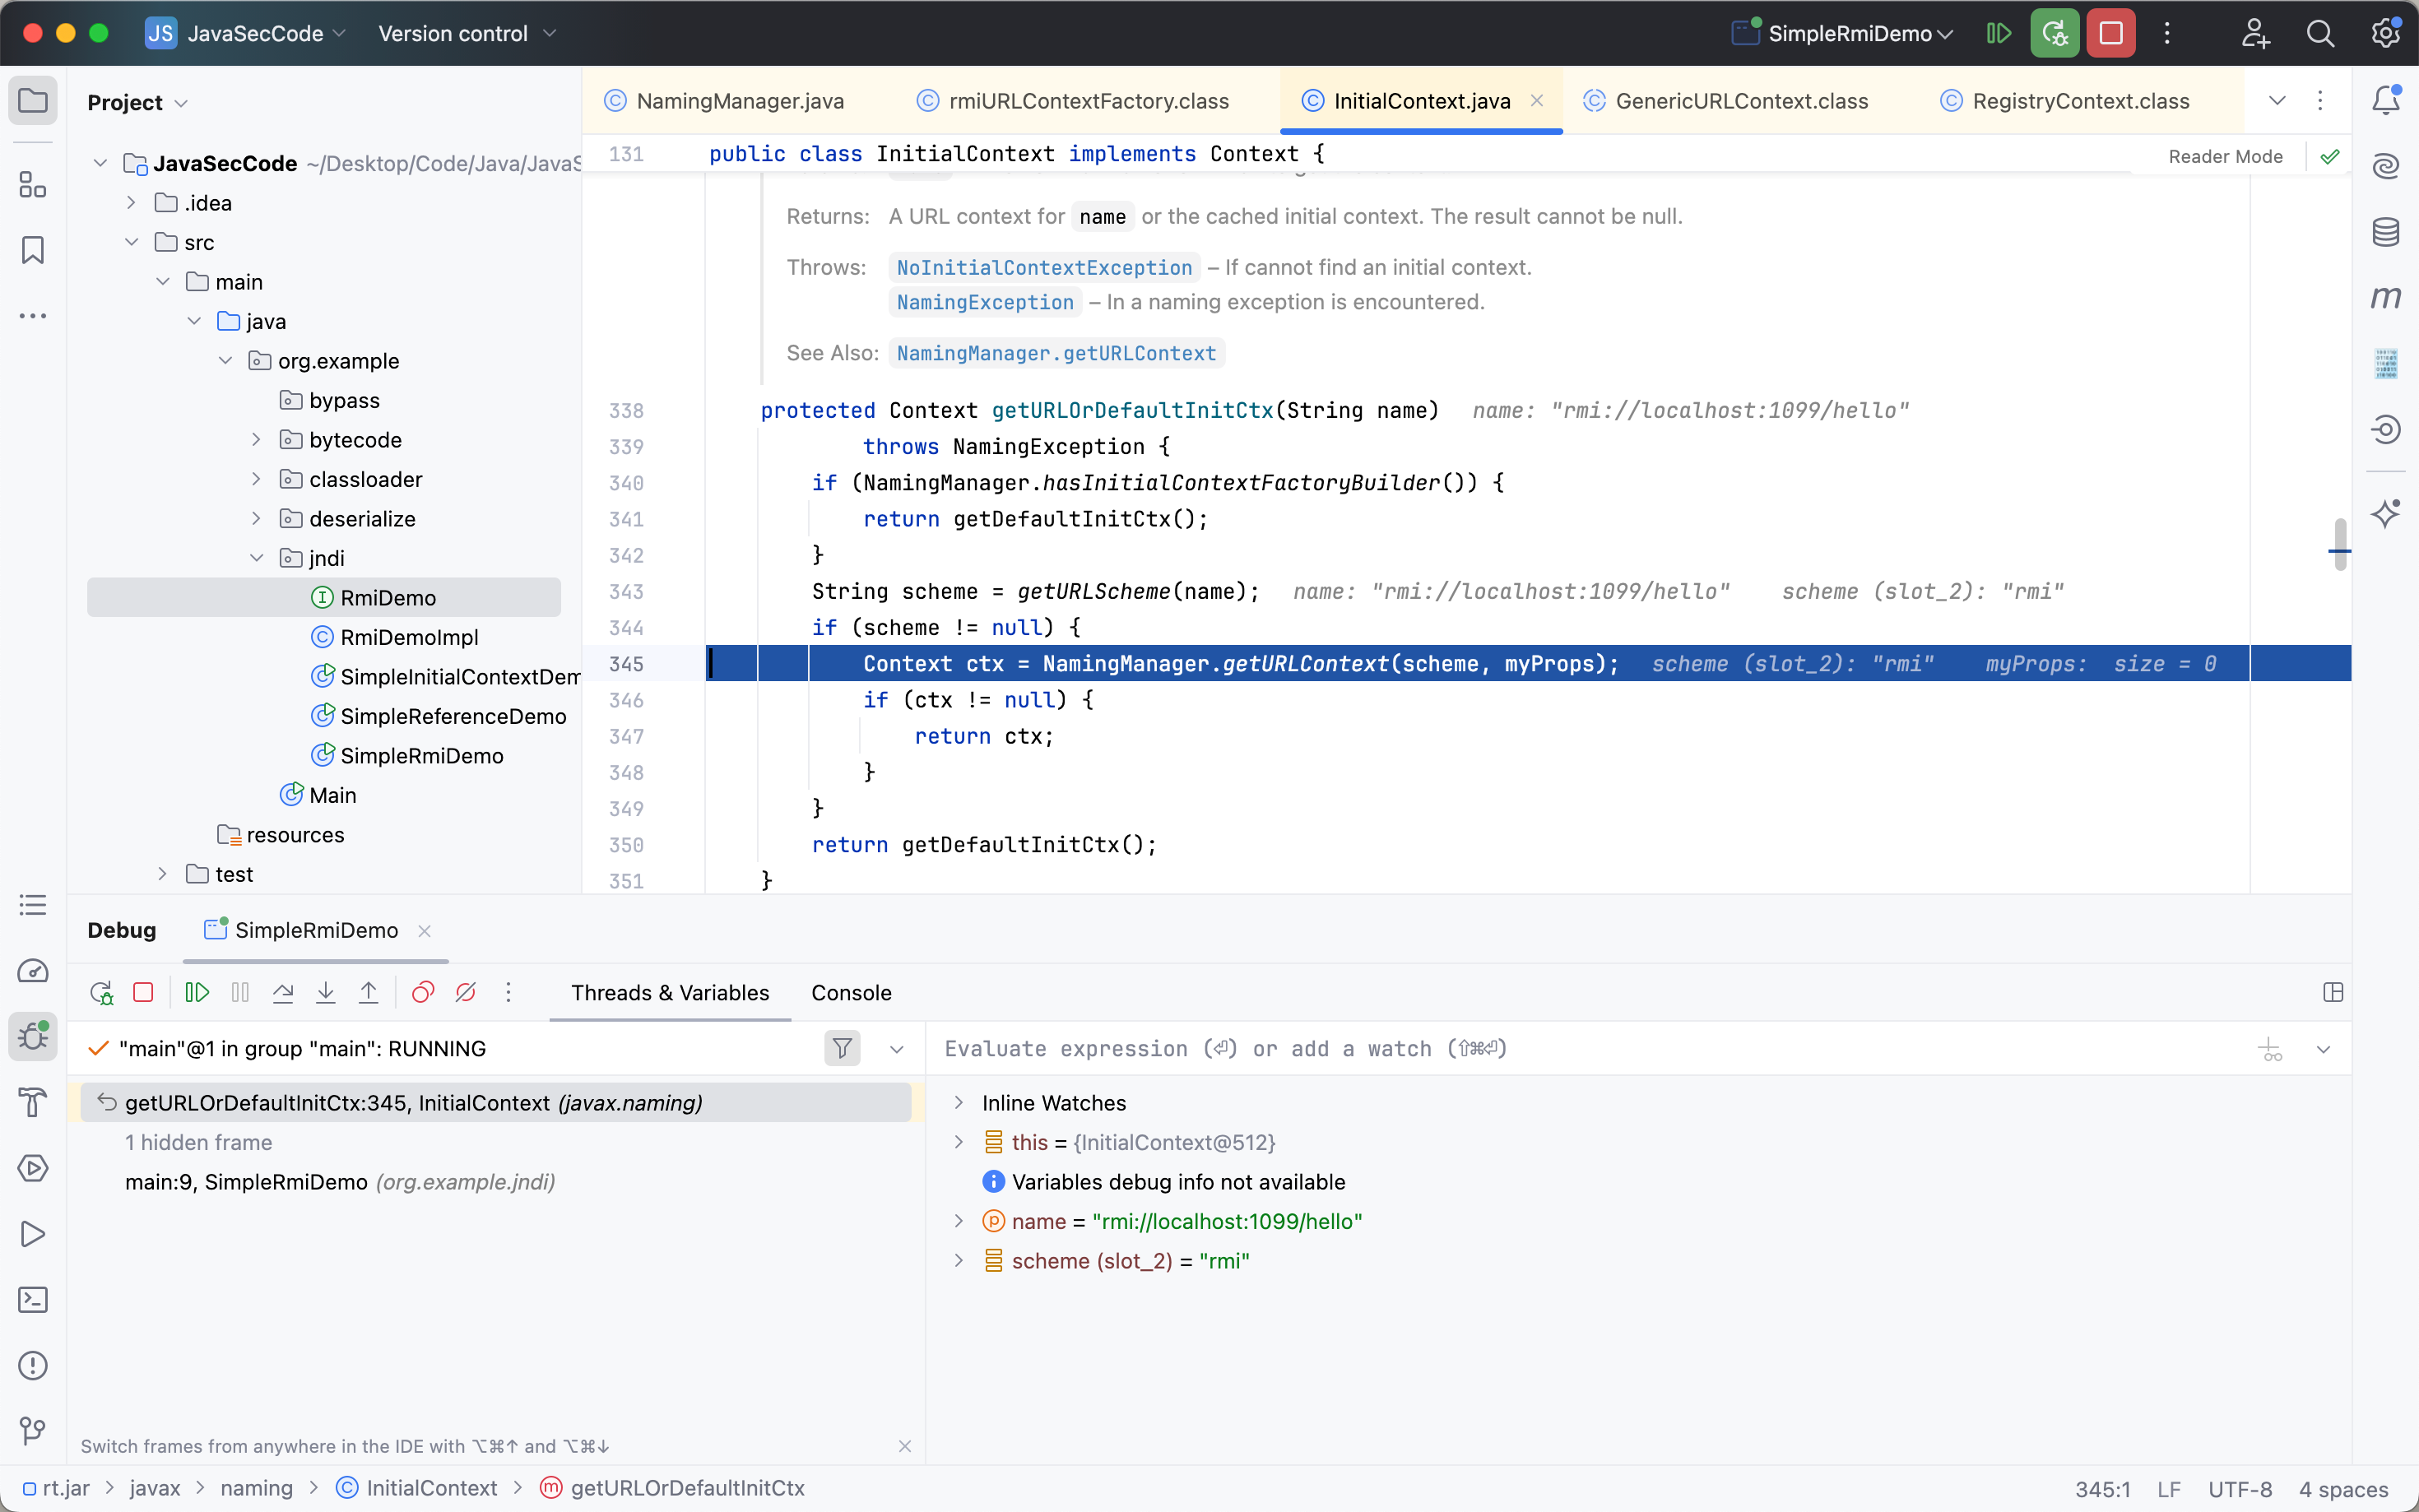 JS JavaSecCode Version control SimpleRmiDemo
Project
NamingManager.java rmiURLContextFactory.class InitialContext.java GenericURLContext.class RegistryContext.class
JavaSecCode ~/Desktop/Code/Java/JavaS
.idea
src
main
java
org.example
bypass
bytecode
classloader
deserialize
jndi
RmiDemo
RmiDemoImpl
SimpleInitialContextDem
SimpleReferenceDemo
SimpleRmiDemo
Main
resources
test
131 public class InitialContext implements Context {
Reader Mode
Returns: A URL context for name or the cached initial context. The result cannot be null.
Throws: NoInitialContextException – If cannot find an initial context.
NamingException – In a naming exception is encountered.
See Also: NamingManager.getURLContext
338 protected Context getURLOrDefaultInitCtx(String name) name: "rmi://localhost:1099/hello"
339 throws NamingException {
340 if (NamingManager.hasInitialContextFactoryBuilder()) {
341 return getDefaultInitCtx();
342 }
343 String scheme = getURLScheme(name); name: "rmi://localhost:1099/hello" scheme (slot_2): "rmi"
344 if (scheme != null) {
345 Context ctx = NamingManager.getURLContext(scheme, myProps); scheme (slot_2): "rmi" myProps: size = 0
346 if (ctx != null) {
347 return ctx;
348 }
349 }
350 return getDefaultInitCtx();
351 }
Debug SimpleRmiDemo
Threads & Variables Console
"main"@1 in group "main": RUNNING
getURLOrDefaultInitCtx:345, InitialContext (javax.naming)
1 hidden frame
main:9, SimpleRmiDemo (org.example.jndi)
Switch frames from anywhere in the IDE with ⌥⌘↑ and ⌥⌘↓
Evaluate expression (⏎) or add a watch (⇧⌘⏎)
Inline Watches
this = {InitialContext@512}
Variables debug info not available
name = "rmi://localhost:1099/hello"
scheme (slot_2) = "rmi"
rt.jar > javax > naming > InitialContext > getURLOrDefaultInitCtx
345:1 LF UTF-8 4 spaces